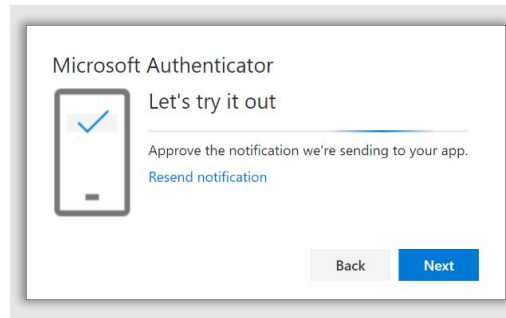 Microsoft Authenticator
Let's try it out
Approve the notification we're sending to your app.
Resend notification
Back
Next